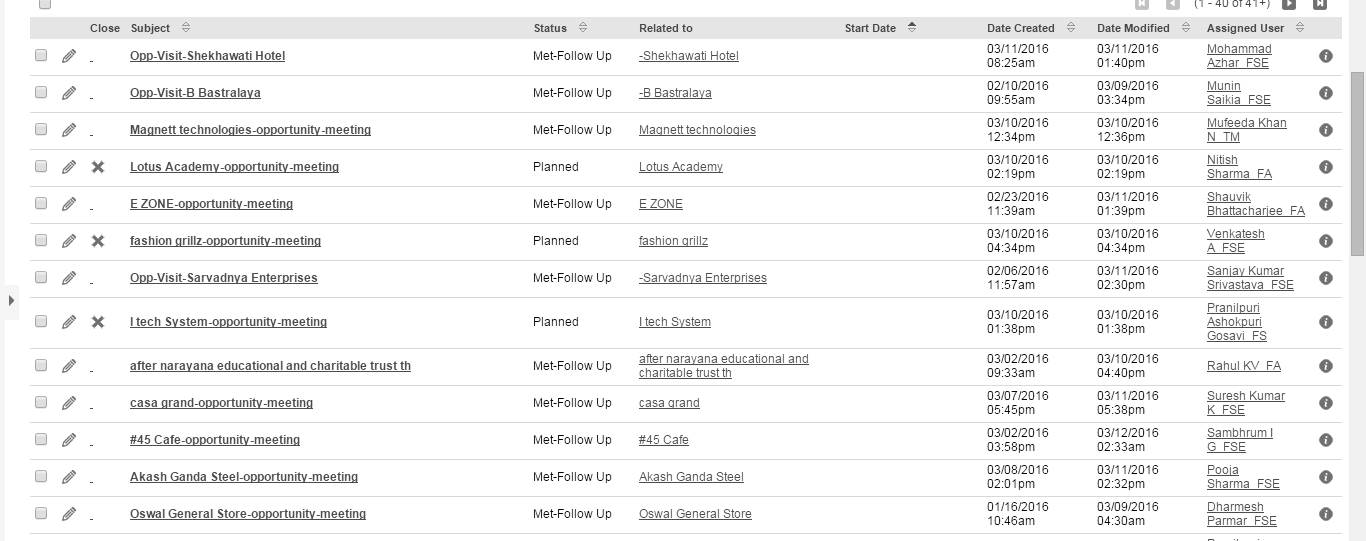 (1 - 40 of 41+)
Close Subject Status Related to Start Date Date Created Date Modified Assigned User
Opp-Visit-Shekhawati Hotel Met-Follow Up -Shekhawati Hotel 03/11/2016 08:25am 03/11/2016 01:40pm Mohammad Azhar_FSE
Opp-Visit-B Bastralaya Met-Follow Up -B Bastralaya 02/10/2016 09:55am 03/09/2016 03:34pm Munin Saikia_FSE
Magnett technologies-opportunity-meeting Met-Follow Up Magnett technologies 03/10/2016 12:34pm 03/10/2016 12:36pm Mufeeda Khan N_TM
Lotus Academy-opportunity-meeting Planned Lotus Academy 03/10/2016 02:19pm 03/10/2016 02:19pm Nitish Sharma_FA
E ZONE-opportunity-meeting Met-Follow Up E ZONE 02/23/2016 11:39am 03/11/2016 01:39pm Shauvik Bhattacharjee_FA
fashion grillz-opportunity-meeting Planned fashion grillz 03/10/2016 04:34pm 03/10/2016 04:34pm Venkatesh A_FSE
Opp-Visit-Sarvadnya Enterprises Met-Follow Up -Sarvadnya Enterprises 02/06/2016 11:57am 03/11/2016 02:30pm Sanjay Kumar Srivastava_FSE
I tech System-opportunity-meeting Planned I tech System 03/10/2016 01:38pm 03/10/2016 01:38pm Pranilpuri Ashokpuri Gosavi_FS
after narayana educational and charitable trust th Met-Follow Up after narayana educational and charitable trust th 03/02/2016 09:33am 03/10/2016 04:40pm Rahul KV_FA
casa grand-opportunity-meeting Met-Follow Up casa grand 03/07/2016 05:45pm 03/11/2016 05:38pm Suresh Kumar K_FSE
#45 Cafe-opportunity-meeting Met-Follow Up #45 Cafe 03/02/2016 03:58pm 03/12/2016 02:33am Sambhrum I G_FSE
Akash Ganda Steel-opportunity-meeting Met-Follow Up Akash Ganda Steel 03/08/2016 02:01pm 03/11/2016 02:32pm Pooja Sharma_FSE
Oswal General Store-opportunity-meeting Met-Follow Up Oswal General Store 01/16/2016 10:46am 03/09/2016 04:30am Dharmesh Parmar_FSE